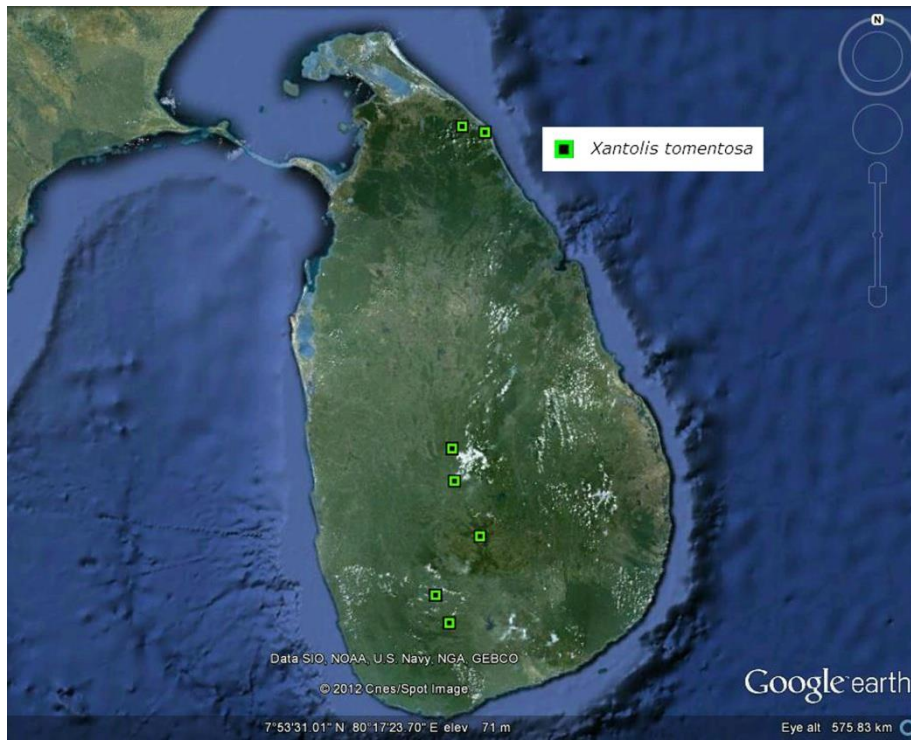 N
Xantolis tomentosa
Data SIO, NOAA, U.S. Navy, NGA, GEBCO
© 2012 Cnes/Spot Image
Google earth
7°53'31.01" N 80°17'23.70" E elev 71 m
Eye alt 575.83 km